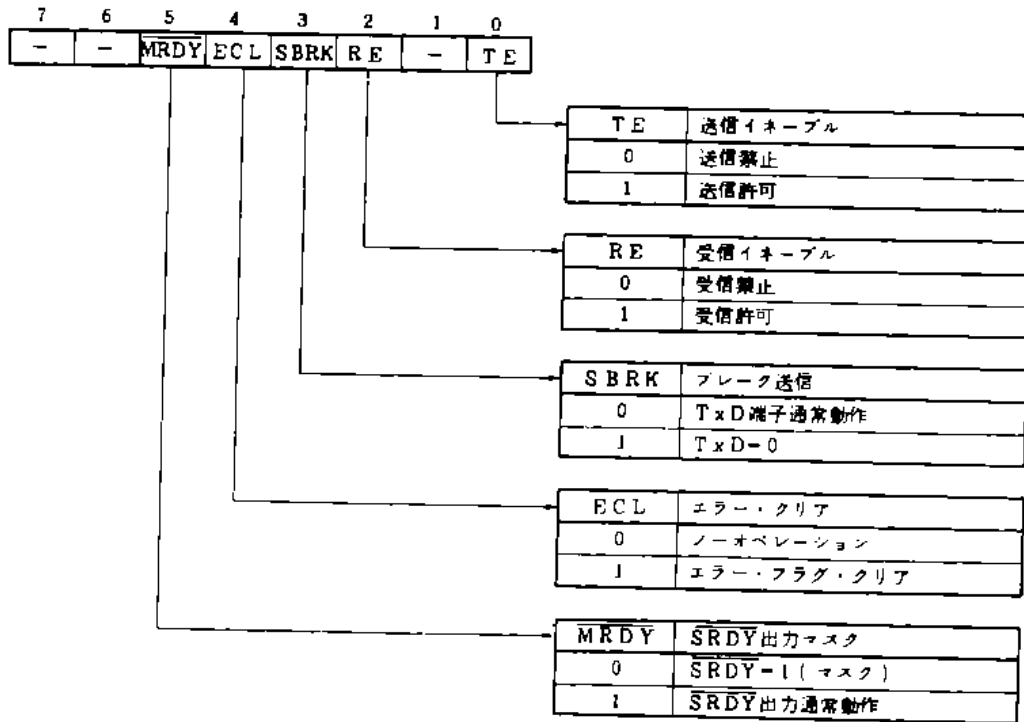 7 6 5 4 3 2 1 0
- - MRDY ECL SBRK RE - TE
TE 送信イネーブル
0 送信禁止
1 送信許可
RE 受信イネーブル
0 受信禁止
1 受信許可
SBRK ブレーク送信
0 TxD端子通常動作
1 TxD=0
ECL エラー・クリア
0 ノーオペレーション
1 エラー・フラグ・クリア
MRDY SRDY出力マスク
0 SRDY=1(マスク)
1 SRDY出力通常動作